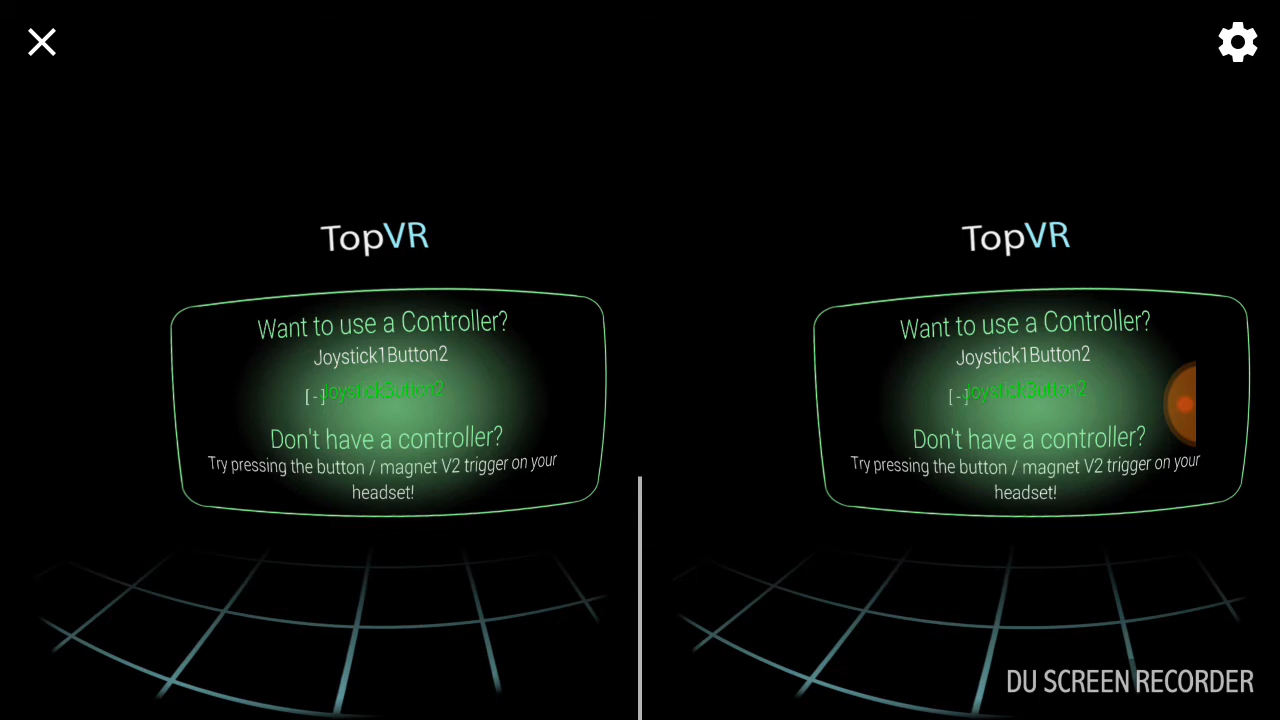 TopVR
Want to use a Controller?
Joystick1Button2
[ - ]JoystickButton2
Don't have a controller?
Try pressing the button / magnet V2 trigger on your
headset!
TopVR
Want to use a Controller?
Joystick1Button2
[ - ]JoystickButton2
Don't have a controller?
Try pressing the button / magnet V2 trigger on your
headset!
DU SCREEN RECORDER